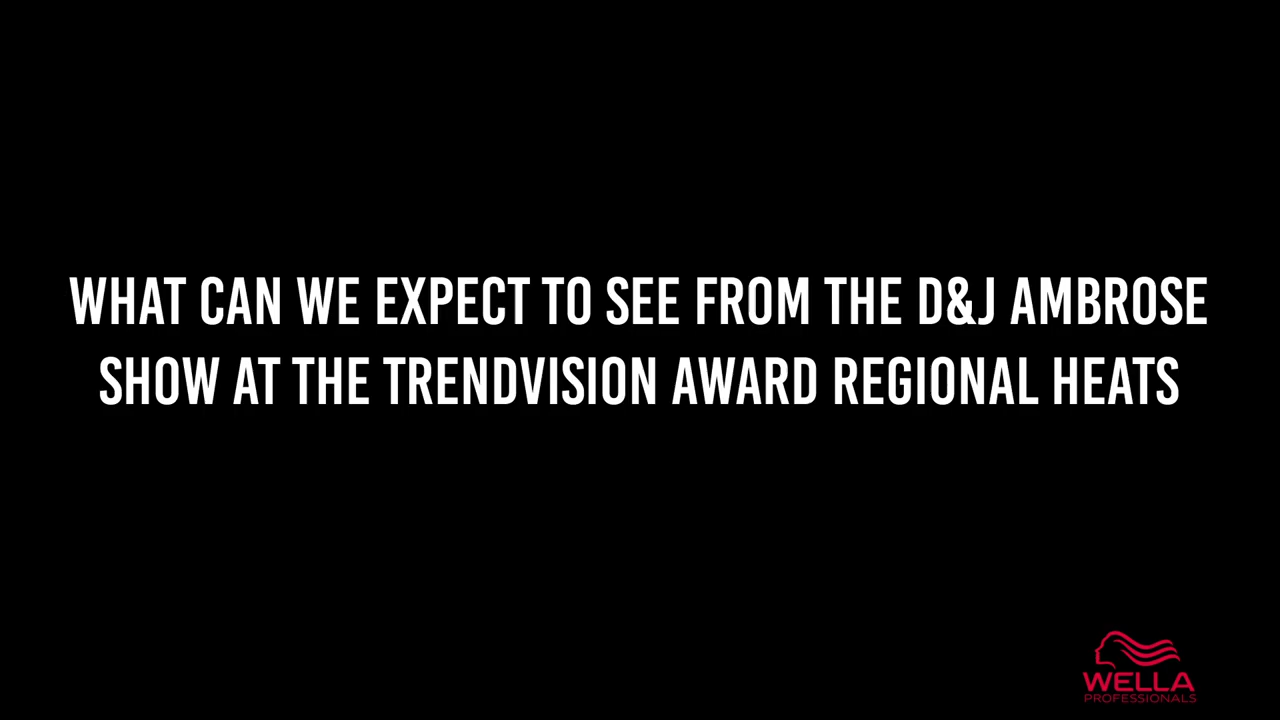 WHAT CAN WE EXPECT TO SEE FROM THE D&J AMBROSE
SHOW AT THE TRENDVISION AWARD REGIONAL HEATS
WELLA
PROFESSIONALS